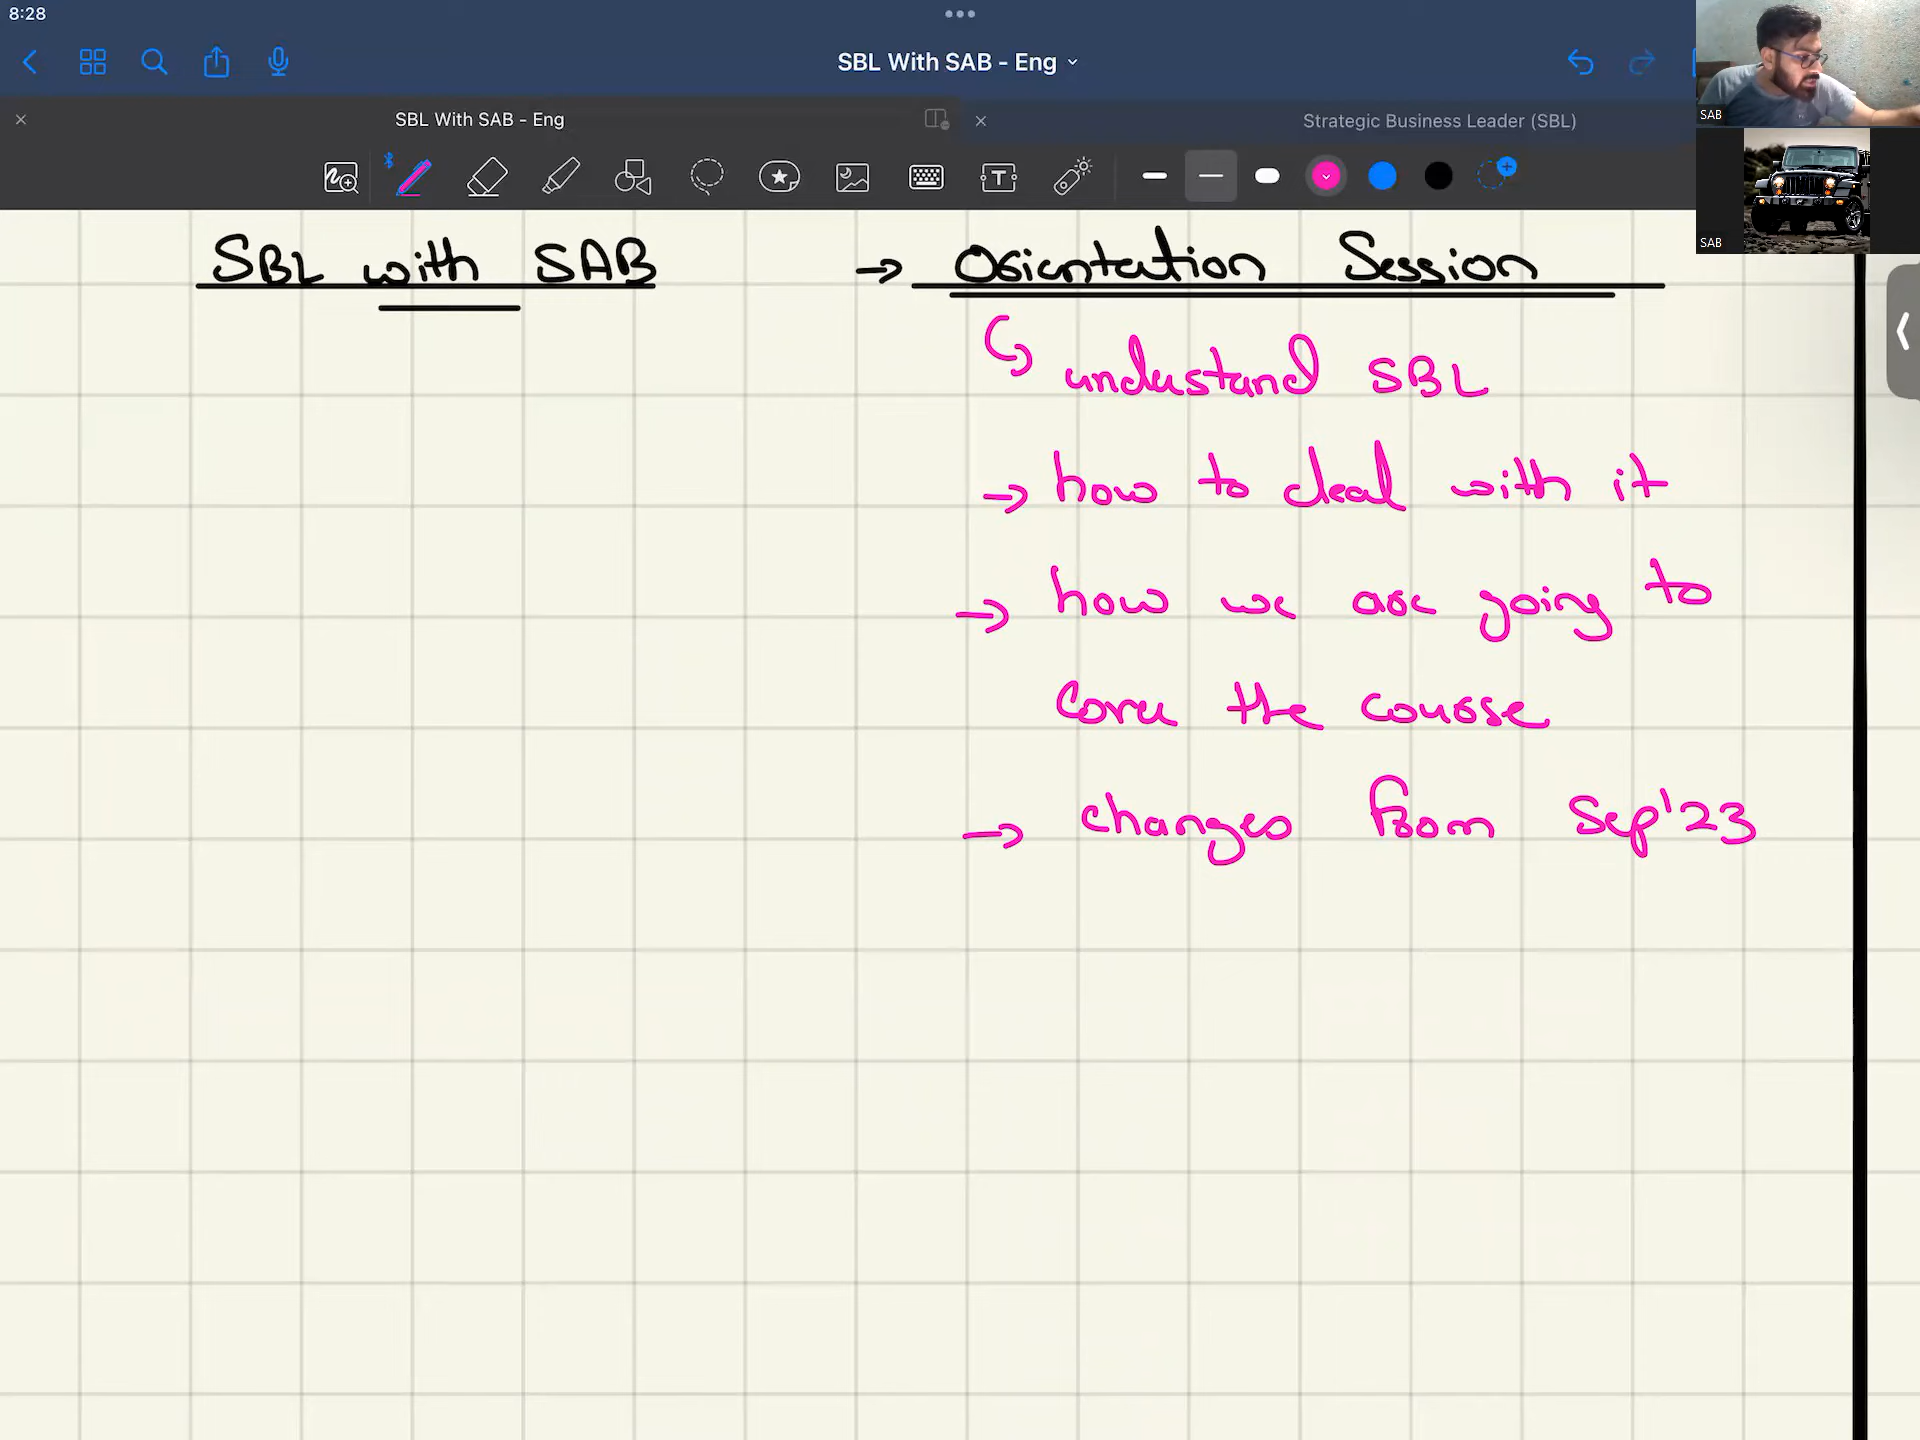 8:28
SBL With SAB - Eng
SBL With SAB - Eng
Strategic Business Leader (SBL)
SAB
SAB
SBL with SAB → Orientation Session
understand SBL
→ how to deal with it
→ how we are going to
cover the course
→ changes from Sep'23